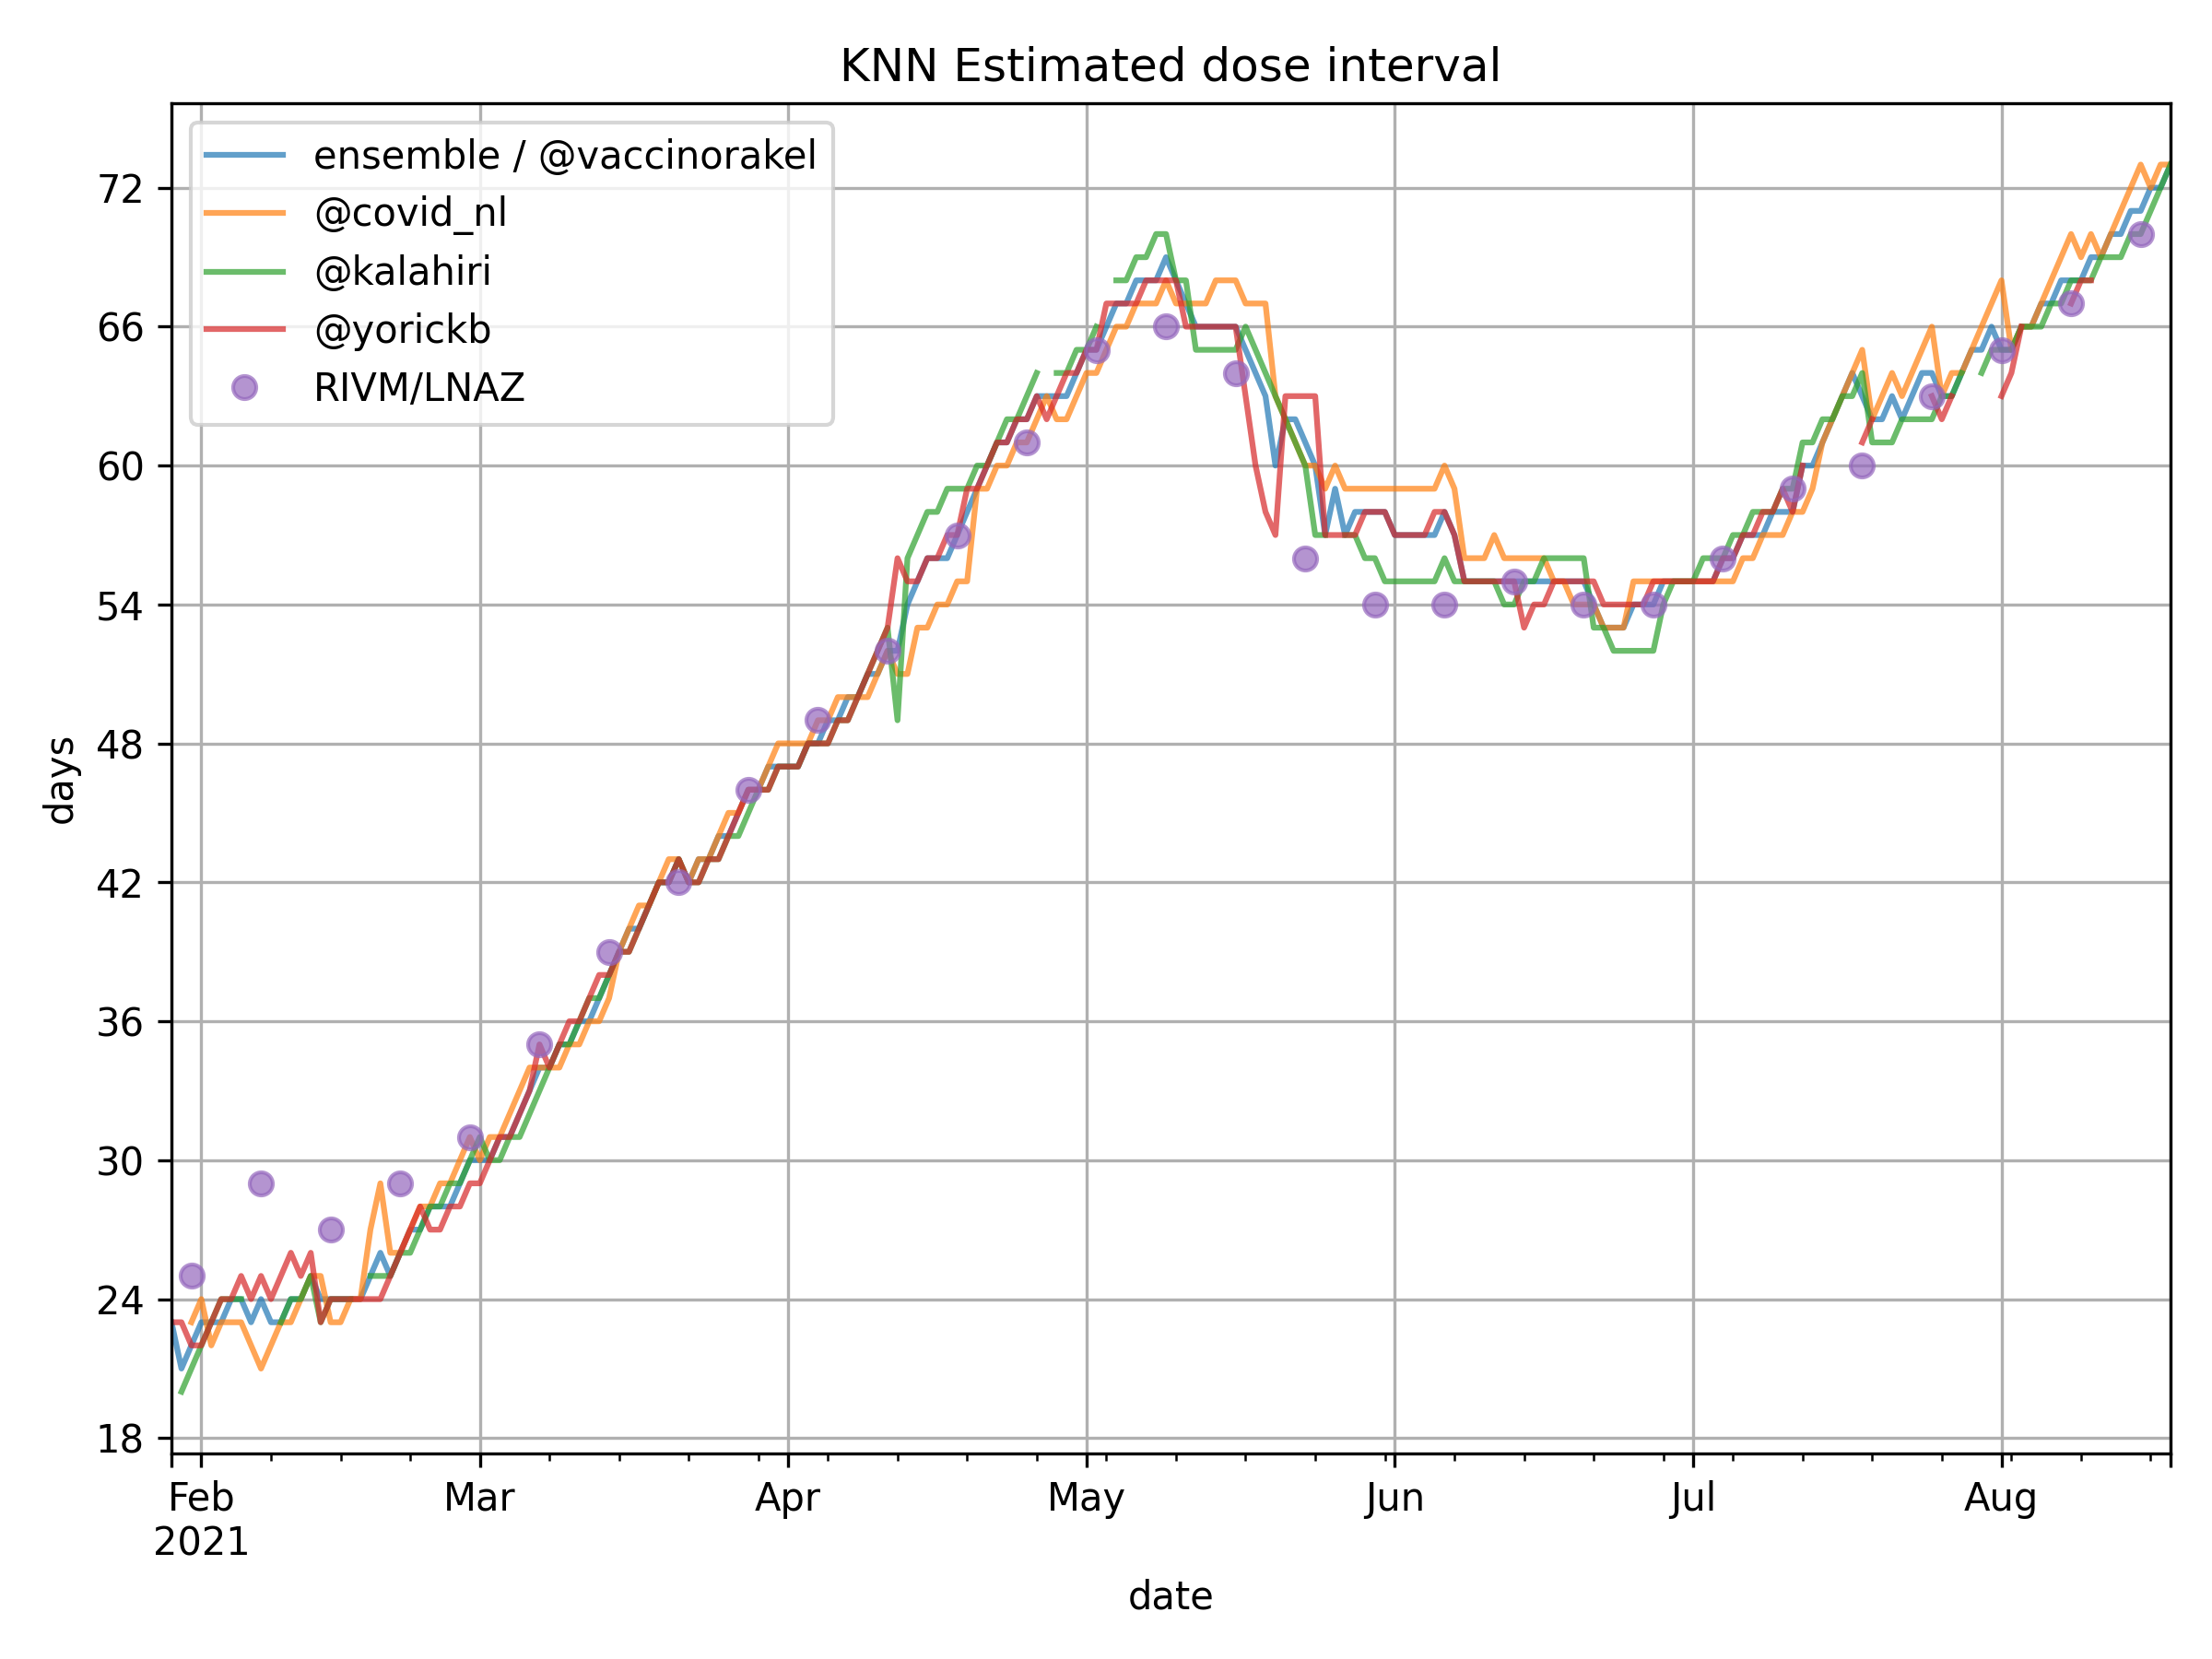 KNN Estimated dose interval
ensemble / @vaccinorakel
@covid_nl
@kalahiri
@yorickb
RIVM/LNAZ
72
66
60
54
48
42
36
30
24
18
days
Feb Mar Apr May Jun Jul Aug
2021
date